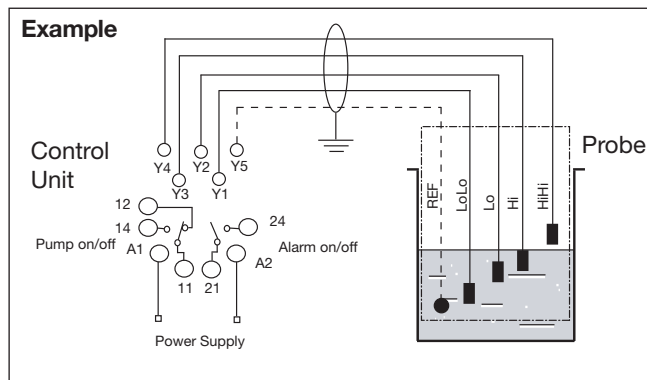 Example
Control
Unit
Y4
Y3
Y2
Y1
Y5
Probe
REF
LoLo
Lo
Hi
HiHi
12
14
24
Pump on/off
A1
11
21
A2
Alarm on/off
Power Supply